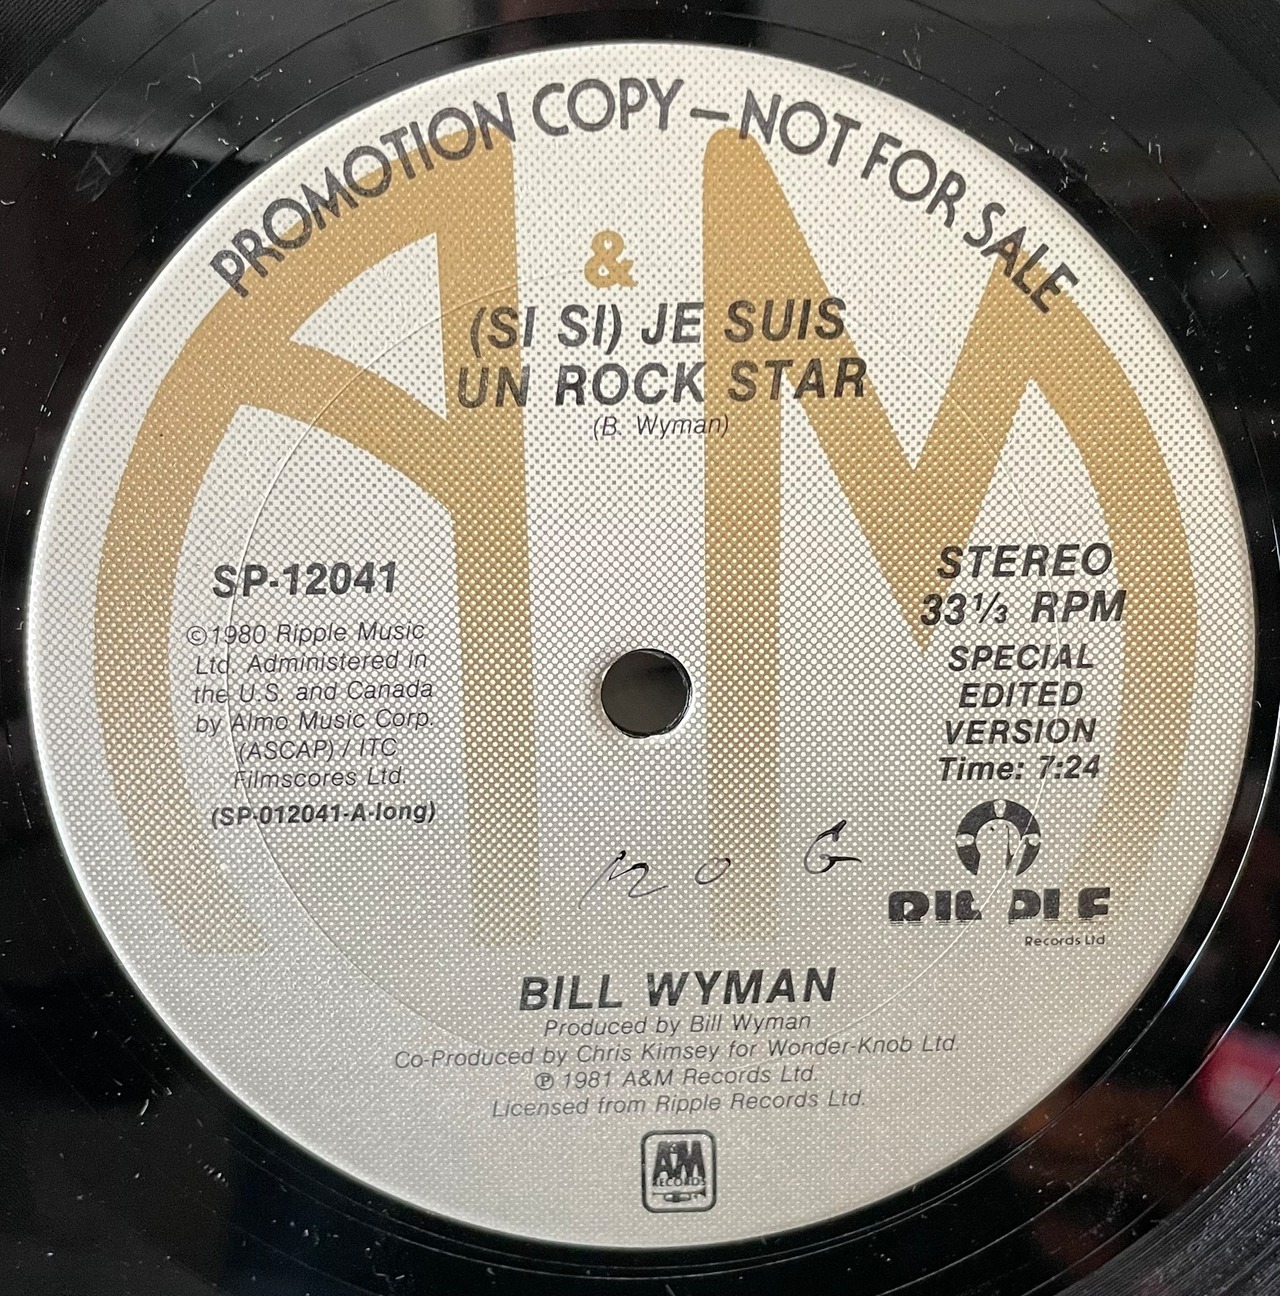 PROMOTION COPY — NOT FOR SALE
&
(SI SI) JE SUIS
UN ROCK STAR
(B. Wyman)
SP-12041
©1980 Ripple Music
Ltd. Administered in
the U.S. and Canada
by Almo Music Corp.
(ASCAP) / ITC
Filmscores Ltd.
(SP-012041-A-long)
STEREO
33⅓ RPM
SPECIAL
EDITED
VERSION
Time: 7:24
RIPPLE
Records Ltd.
BILL WYMAN
Produced by Bill Wyman
Co-Produced by Chris Kimsey for Wonder-Knob Ltd.
℗ 1981 A&M Records Ltd.
Licensed from Ripple Records Ltd.
A&M
RECORDS